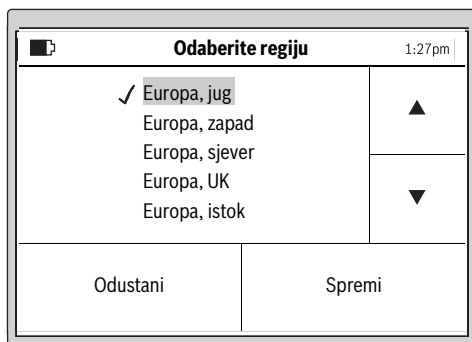 Odaberite regiju 1:27pm
Europa, jug
Europa, zapad
Europa, sjever
Europa, UK
Europa, istok
Odustani Spremi